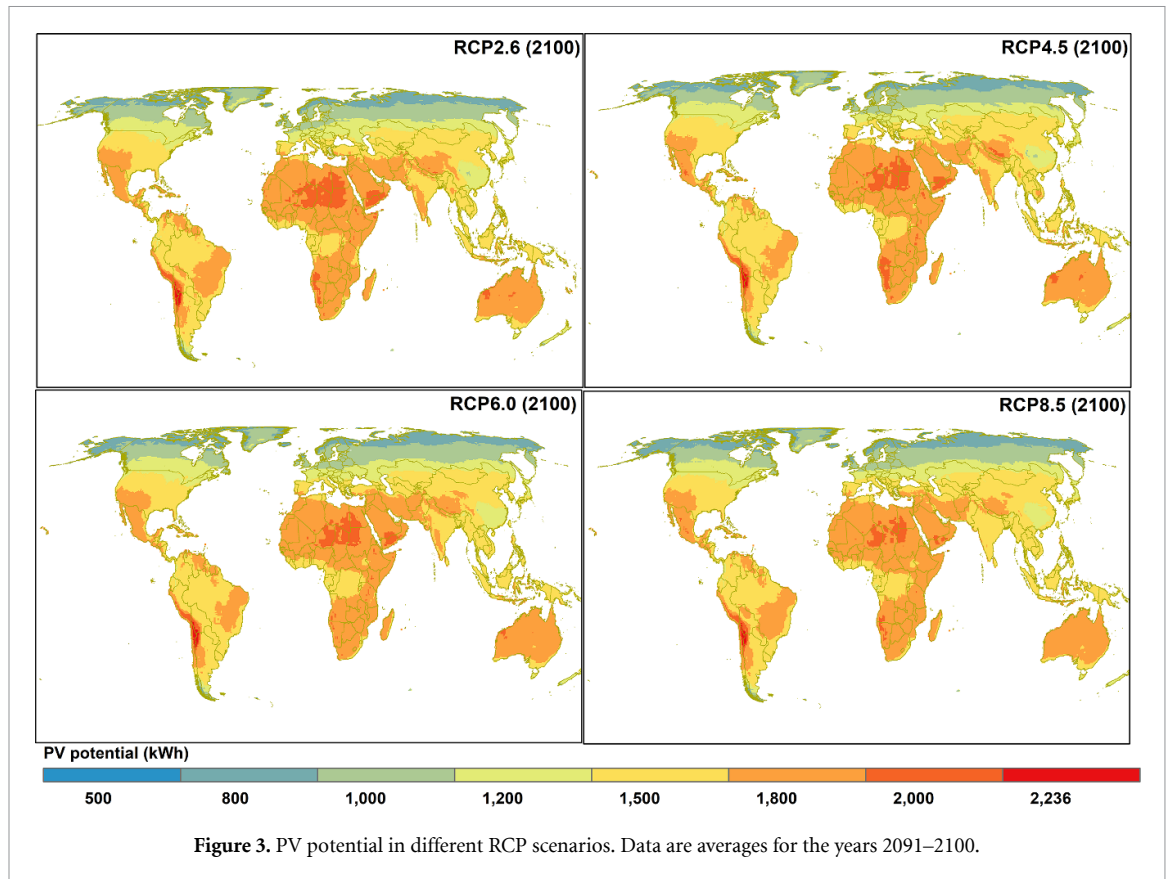 RCP2.6 (2100)
RCP4.5 (2100)
RCP6.0 (2100)
RCP8.5 (2100)
PV potential (kWh)
500 800 1,000 1,200 1,500 1,800 2,000 2,236
Figure 3. PV potential in different RCP scenarios. Data are averages for the years 2091–2100.